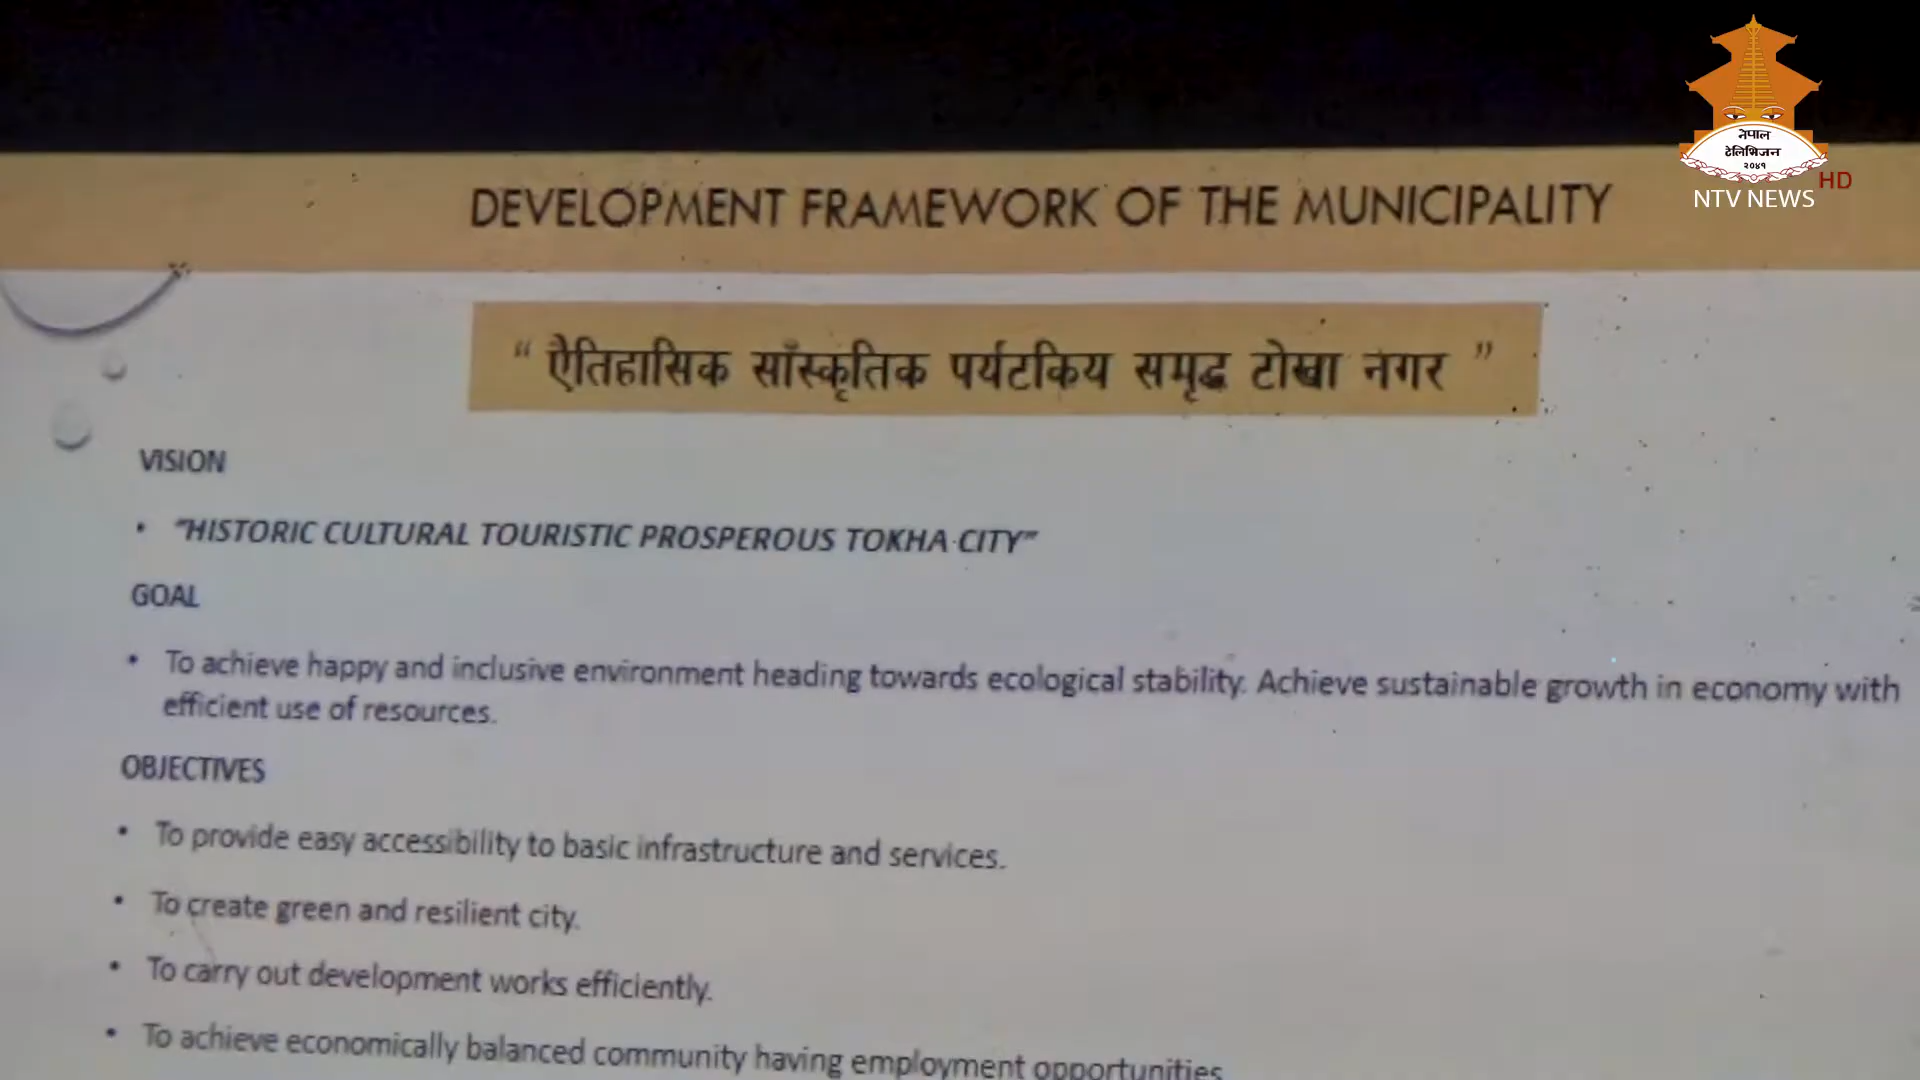 नेपाल
टेलिभिजन
२०४१
HD
NTV NEWS
DEVELOPMENT FRAMEWORK OF THE MUNICIPALITY
“ ऐतिहासिक साँस्कृतिक पर्यटकिय समृद्ध टोखा नगर ”
VISION
• "HISTORIC CULTURAL TOURISTIC PROSPEROUS TOKHA CITY"
GOAL
• To achieve happy and inclusive environment heading towards ecological stability. Achieve sustainable growth in economy with
efficient use of resources.
OBJECTIVES
• To provide easy accessibility to basic infrastructure and services.
• To create green and resilient city.
• To carry out development works efficiently.
• To achieve economically balanced community having employment opportunities